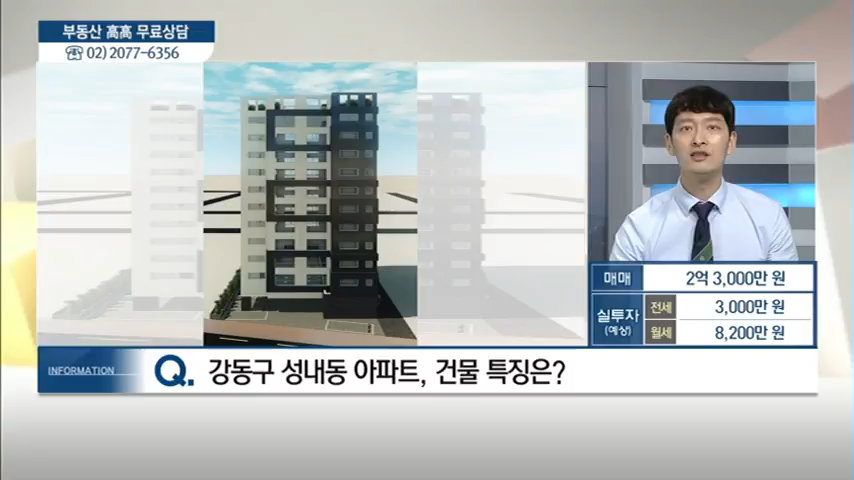 부동산 高高 무료상담
☎ 02) 2077-6356
매매 2억 3,000만 원
실투자 (예상) 전세 3,000만 원
월세 8,200만 원
INFORMATION
Q. 강동구 성내동 아파트, 건물 특징은?